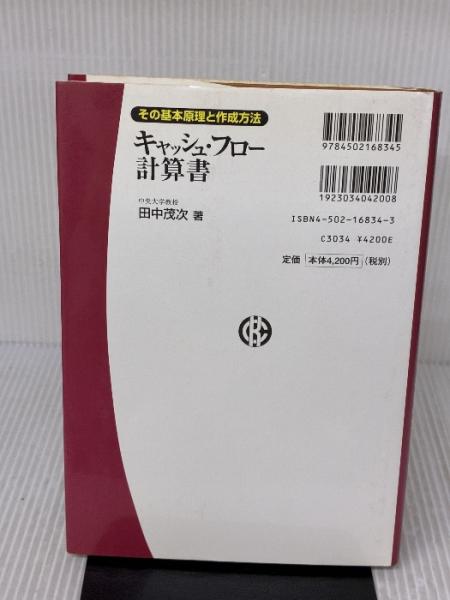 その基本原理と作成方法
キャッシュ・フロー
計算書
中央大学教授
田中茂次 著
9784502168345
1923034042008
ISBN4-502-16834-3
C3034 ¥4200E
定価「本体4,200円」(税別)